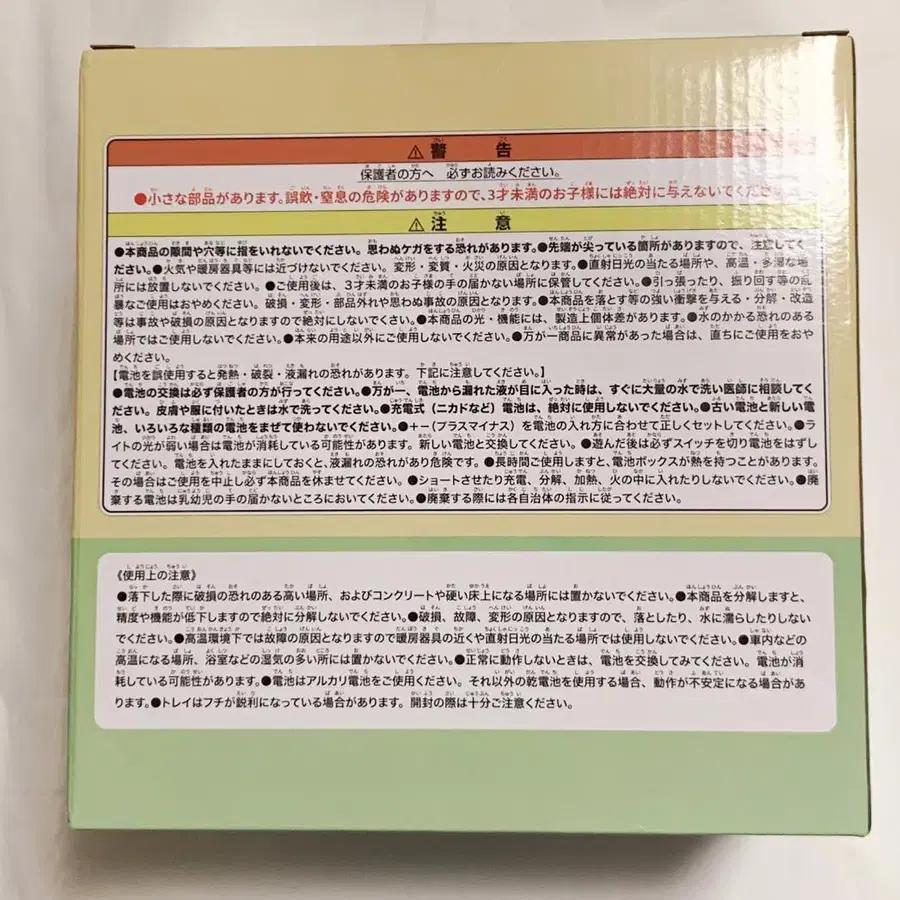 ⚠警告
保護者の方へ 必ずお読みください。
●小さな部品があります。誤飲・窒息の危険がありますので、3才未満のお子様には絶対に与えないでください。
⚠注意
●本商品の隙間や穴等に指をいれないでください。思わぬケガをする恐れがあります。●先端が尖っている箇所がありますので、注意してく
ださい。●火気や暖房器具等には近づけないでください。変形・変質・火災の原因となります。●直射日光の当たる場所や、高温・多湿な場
所には放置しないでください。●ご使用後は、3才未満のお子様の手の届かない場所に保管してください。●引っ張ったり、振り回す等の乱
暴なご使用はおやめください。破損・変形・部品外れや思わぬ事故の原因となります。●本商品を落とす等の強い衝撃を与える・分解・改造
等は事故や破損の原因となりますので絶対にしないでください。●本商品の光・機能には、製造上個体差があります。●水のかかる恐れのある
場所ではご使用しないでください。●本来の用途以外にご使用しないでください。●万が一商品に異常があった場合は、直ちにご使用をおや
めください。
【電池を誤使用すると発熱・破裂・液漏れの恐れがあります。下記に注意してください。】
●電池の交換は必ず保護者の方が行ってください。●万が一、電池から漏れた液が目に入った時は、すぐに大量の水で洗い医師に相談してく
ださい。皮膚や服に付いたときは水で洗ってください。●充電式（ニカドなど）電池は、絶対に使用しないでください。●古い電池と新しい電
池、いろいろな種類の電池をまぜて使わないでください。●＋－(プラスマイナス）を電池の入れ方に合わせて正しくセットしてください。●ラ
イトの光が弱い場合は電池が消耗している可能性があります。新しい電池と交換してください。●遊んだ後は必ずスイッチを切り電池をはずし
てください。電池を入れたままにしておくと、液漏れの恐れがあり危険です。●長時間ご使用しますと、電池ボックスが熱を持つことがあります。
その場合はご使用を中止し必ず本商品を休ませてください。●ショートさせたり充電、分解、加熱、火の中に入れたりしないでください。●廃
棄する電池は乳幼児の手の届かないところにおいてください。●廃棄する際には各自治体の指示に従ってください。
《使用上の注意》
●落下した際に破損の恐れのある高い場所、およびコンクリートや硬い床上になる場所には置かないでください。●本商品を分解しますと、
精度や機能が低下しますので絶対に分解しないでください。●破損、故障、変形の原因となりますので、落としたり、水に濡らしたりしな
いでください。●高温環境下では故障の原因となりますので暖房器具の近くや直射日光の当たる場所では使用しないでください。●車内などの
高温になる場所、浴室などの湿気の多い所には置かないでください。●正常に動作しないときは、電池を交換してみてください。電池が消
耗している可能性があります。●電池はアルカリ電池をご使用ください。それ以外の乾電池を使用する場合、動作が不安定になる場合があ
ります。●トレイはフチが鋭利になっている場合があります。開封の際は十分ご注意ください。